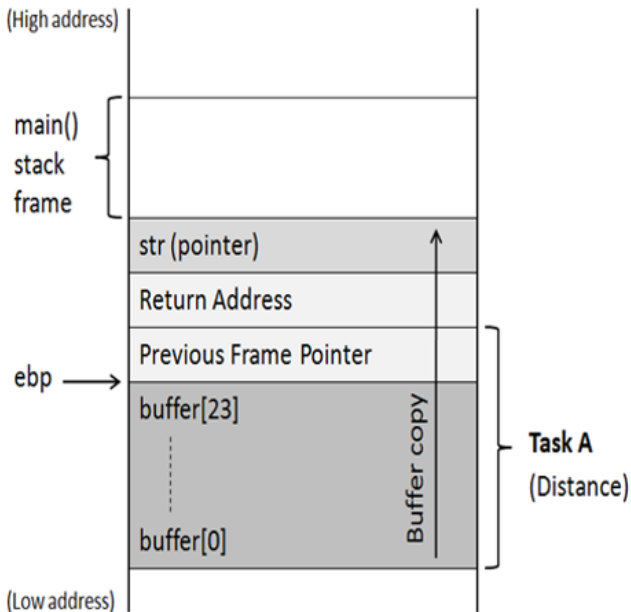 (High address)
main()
stack
frame
str (pointer)
Return Address
Previous Frame Pointer
ebp
buffer[23]
Buffer copy
Task A
(Distance)
buffer[0]
(Low address)